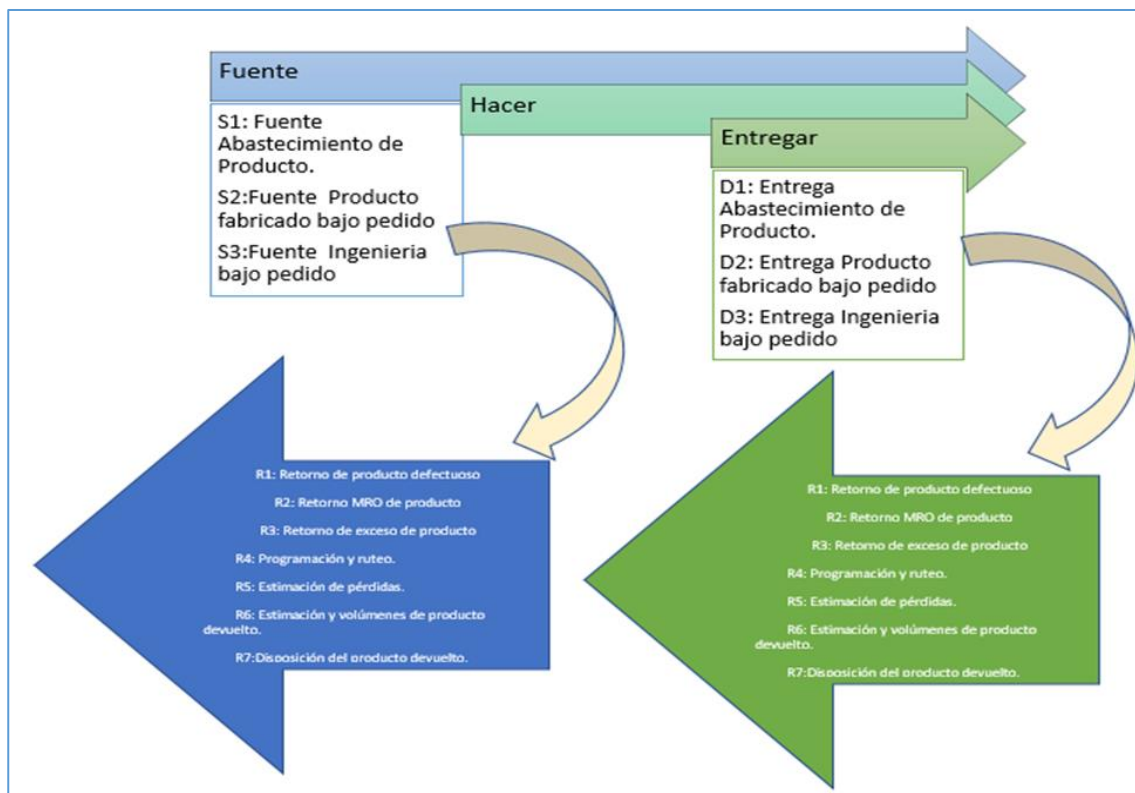 Fuente
S1: Fuente
Abastecimiento de
Producto.
S2:Fuente Producto
fabricado bajo pedido
S3:Fuente Ingenieria
bajo pedido
Hacer
Entregar
D1: Entrega
Abastecimiento de
Producto.
D2: Entrega Producto
fabricado bajo pedido
D3: Entrega Ingenieria
bajo pedido
R1: Retorno de producto defectuoso
R2: Retorno MRO de producto
R3: Retorno de exceso de producto
R4: Programación y ruteo.
R5: Estimación de pérdidas.
R6: Estimación y volúmenes de producto
devuelto.
R7:Disposición del producto devuelto.
R1: Retorno de producto defectuoso
R2: Retorno MRO de producto
R3: Retorno de exceso de producto
R4: Programación y ruteo.
R5: Estimación de pérdidas.
R6: Estimación y volúmenes de producto
devuelto.
R7:Disposición del producto devuelto.